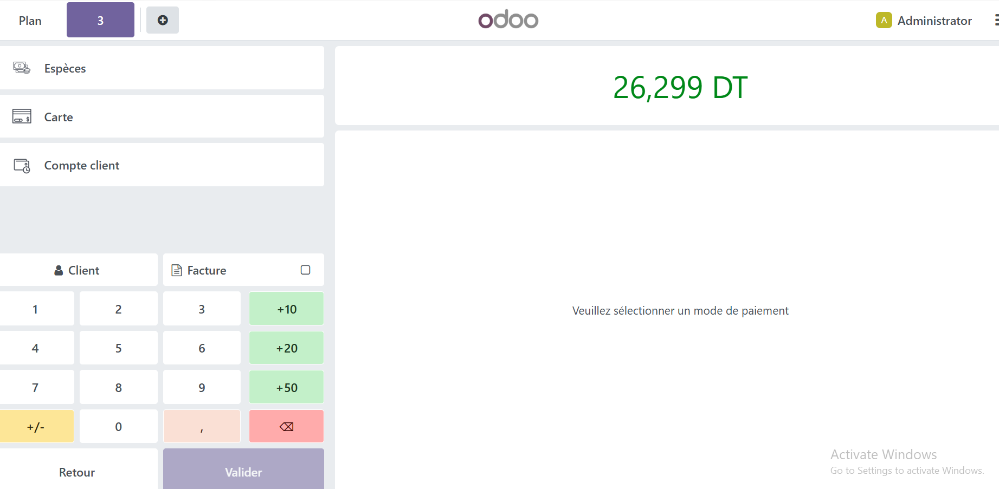 Plan
3
odoo
A
Administrator
Espèces
Carte
Compte client
Client
Facture
1 2 3 +10
4 5 6 +20
7 8 9 +50
+/- 0 , ⌫
Retour
Valider
26,299 DT
Veuillez sélectionner un mode de paiement
Activate Windows
Go to Settings to activate Windows.